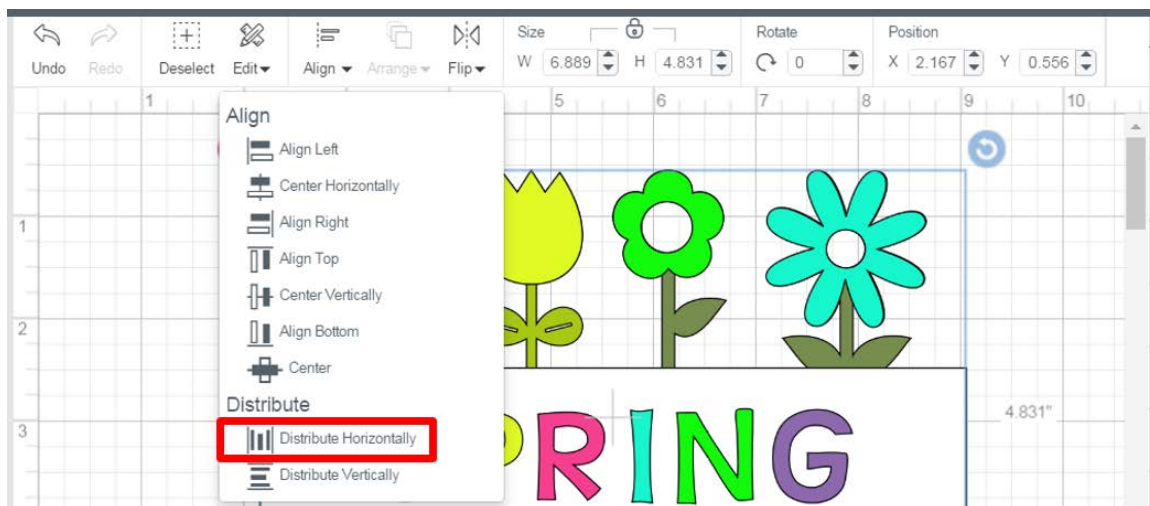 Size Rotate Position
Undo Redo Deselect Edit Align Arrange Flip W 6.889 H 4.831 0 X 2.167 Y 0.556
1 5 6 7 8 9 10
Align
Align Left
Center Horizontally
1 Align Right
Align Top
Center Vertically
2 Align Bottom
Center
Distribute
3 Distribute Horizontally 4.831"
Distribute Vertically
PRING